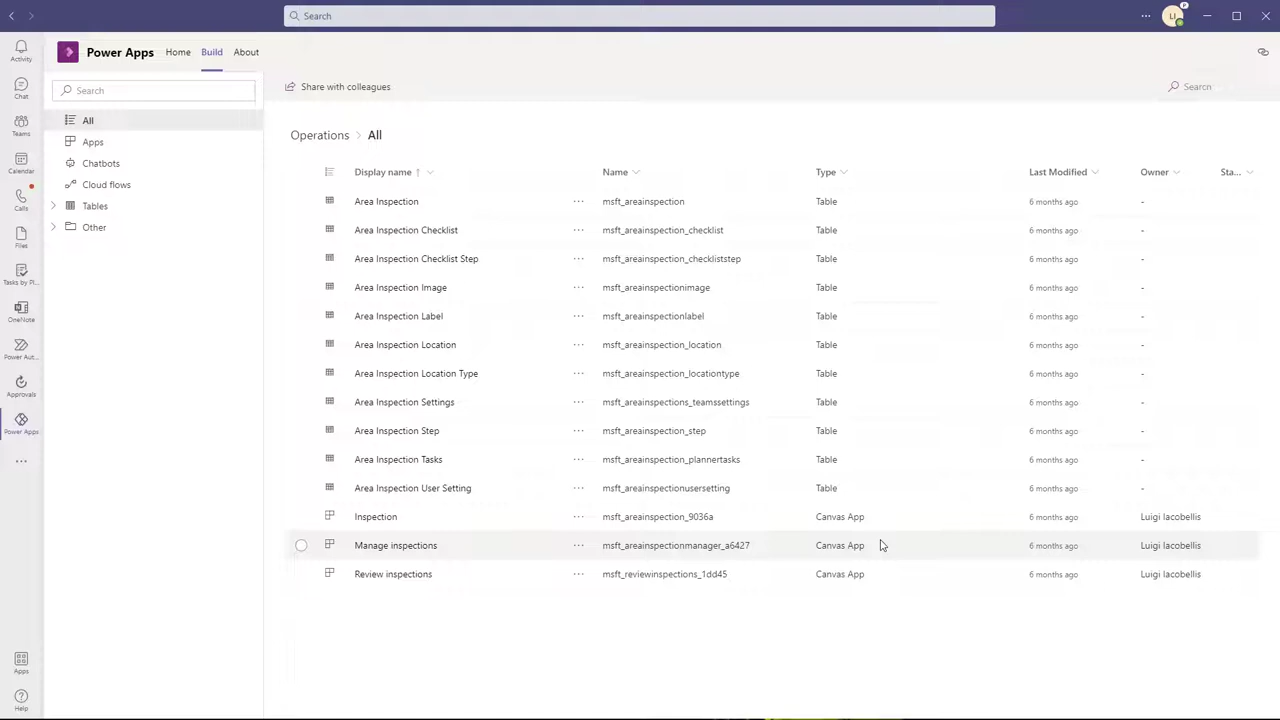 Search
LI
P
Activity
Chat
Teams
Calendar
Calls
Files
Tasks by Pl...
OneNote
Power Aut...
Approvals
Power Apps
Apps
Help
Power Apps Home Build About
Search
All
Apps
Chatbots
Cloud flows
Tables
Other
Share with colleagues Search
Operations > All
Display name ↑ Name Type Last Modified Owner Sta...
Area Inspection ... msft_areainspection Table 6 months ago -
Area Inspection Checklist ... msft_areainspection_checklist Table 6 months ago -
Area Inspection Checklist Step ... msft_areainspection_checkliststep Table 6 months ago -
Area Inspection Image ... msft_areainspectionimage Table 6 months ago -
Area Inspection Label ... msft_areainspectionlabel Table 6 months ago -
Area Inspection Location ... msft_areainspection_location Table 6 months ago -
Area Inspection Location Type ... msft_areainspection_locationtype Table 6 months ago -
Area Inspection Settings ... msft_areainspections_teamssettings Table 6 months ago -
Area Inspection Step ... msft_areainspection_step Table 6 months ago -
Area Inspection Tasks ... msft_areainspection_plannertasks Table 6 months ago -
Area Inspection User Setting ... msft_areainspectionusersetting Table 6 months ago -
Inspection ... msft_areainspection_9036a Canvas App 6 months ago Luigi Iacobellis
Manage inspections ... msft_areainspectionmanager_a6427 Canvas App 6 months ago Luigi Iacobellis
Review inspections ... msft_reviewinspections_1dd45 Canvas App 6 months ago Luigi Iacobellis